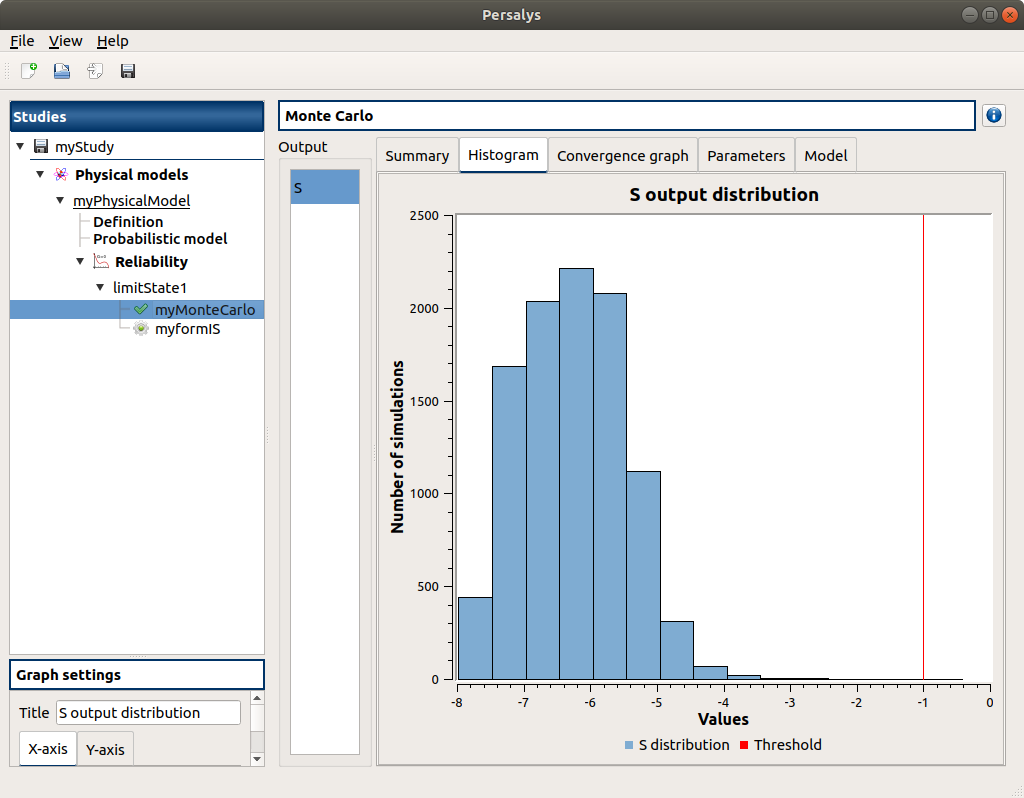 Persalys
File View Help
Studies
myStudy
Physical models
myPhysicalModel
Definition
Probabilistic model
Reliability
limitState1
myMonteCarlo
myformIS
Graph settings
Title S output distribution
X-axis Y-axis
Monte Carlo
Output
S
Summary Histogram Convergence graph Parameters Model
S output distribution
Number of simulations
2500
2000
1500
1000
500
0
-8 -7 -6 -5 -4 -3 -2 -1 0
Values
S distribution Threshold